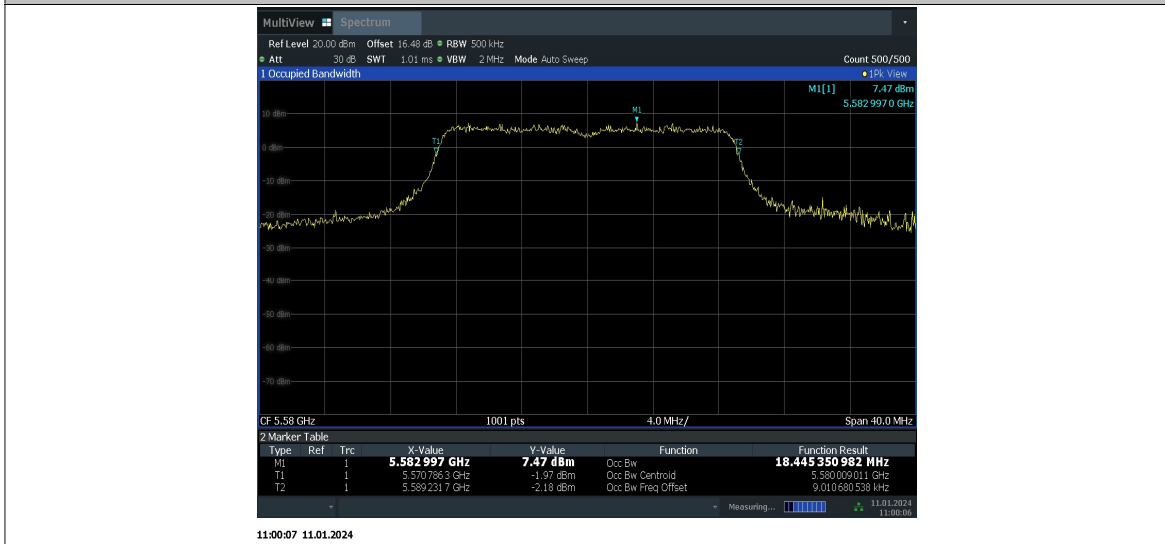 MultiView Spectrum
Ref Level 20.00 dBm Offset 16.48 dB RBW 500 kHz
Att 30 dB SWT 1.01 ms VBW 2 MHz Mode Auto Sweep Count 500/500
1 Occupied Bandwidth 1Pk View
M1[1] 7.47 dBm
5.582 997 0 GHz
M1
10 dBm
T1
T2
0 dBm
-10 dBm
-20 dBm
-30 dBm
-40 dBm
-50 dBm
-60 dBm
-70 dBm
CF 5.58 GHz 1001 pts 4.0 MHz/ Span 40.0 MHz
2 Marker Table
Type Ref Trc X-Value Y-Value Function Function Result
M1 1 5.582 997 GHz 7.47 dBm Occ Bw 18.445 350 982 MHz
T1 1 5.570 786 3 GHz -1.97 dBm Occ Bw Centroid 5.580 009 011 GHz
T2 1 5.589 231 7 GHz -2.18 dBm Occ Bw Freq Offset 9.010 680 538 kHz
Measuring... 11.01.2024
11:00:06
11:00:07 11.01.2024